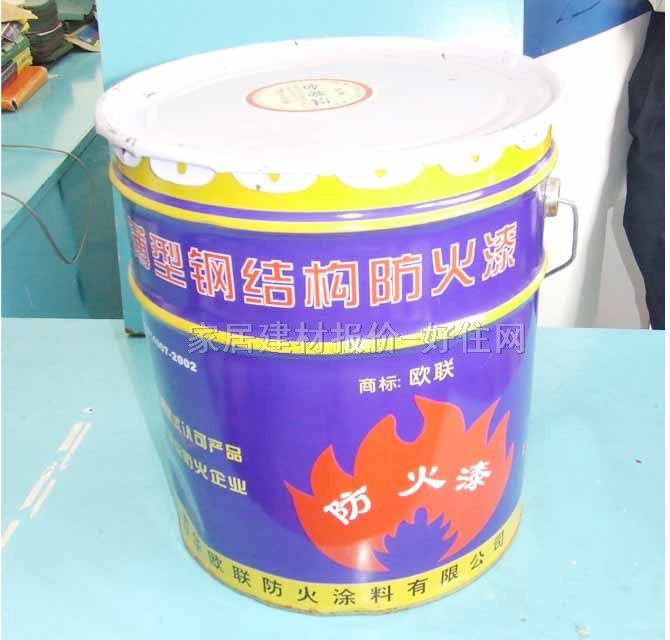 薄型钢结构防火漆
家居建材报价-好住网
907-2002
商标: 欧联
认可产品
防火企业
防火漆
欧联防火涂料有限公司